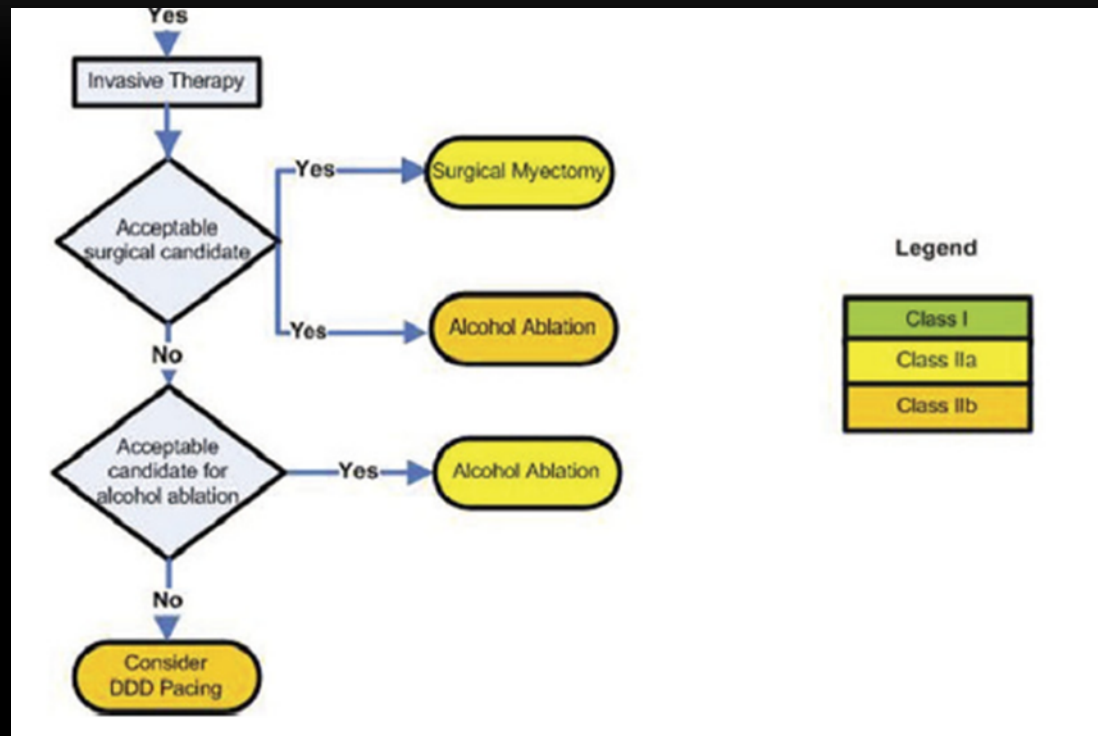 Yes
Invasive Therapy
Acceptable
surgical candidate
Yes
Surgical Myectomy
Yes
Alcohol Ablation
No
Acceptable
candidate for
alcohol ablation
Yes
Alcohol Ablation
No
Consider
DDD Pacing
Legend
Class I
Class IIa
Class IIb